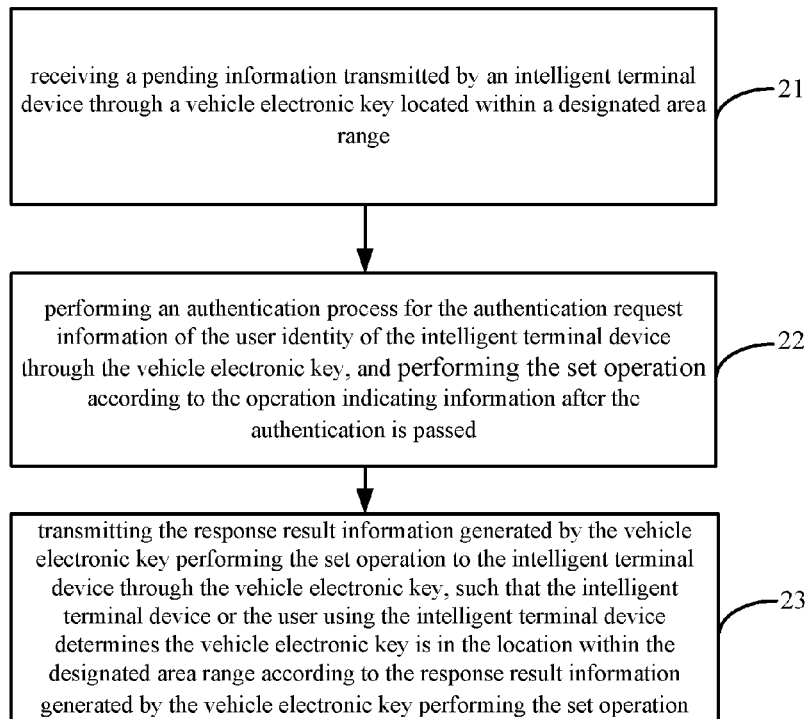 receiving a pending information transmitted by an intelligent terminal
device through a vehicle electronic key located within a designated area
range
21
performing an authentication process for the authentication request
information of the user identity of the intelligent terminal device
through the vehicle electronic key, and performing the set operation
according to the operation indicating information after the
authentication is passed
22
transmitting the response result information generated by the vehicle
electronic key performing the set operation to the intelligent terminal
device through the vehicle electronic key, such that the intelligent
terminal device or the user using the intelligent terminal device
determines the vehicle electronic key is in the location within the
designated area range according to the response result information
generated by the vehicle electronic key performing the set operation
23